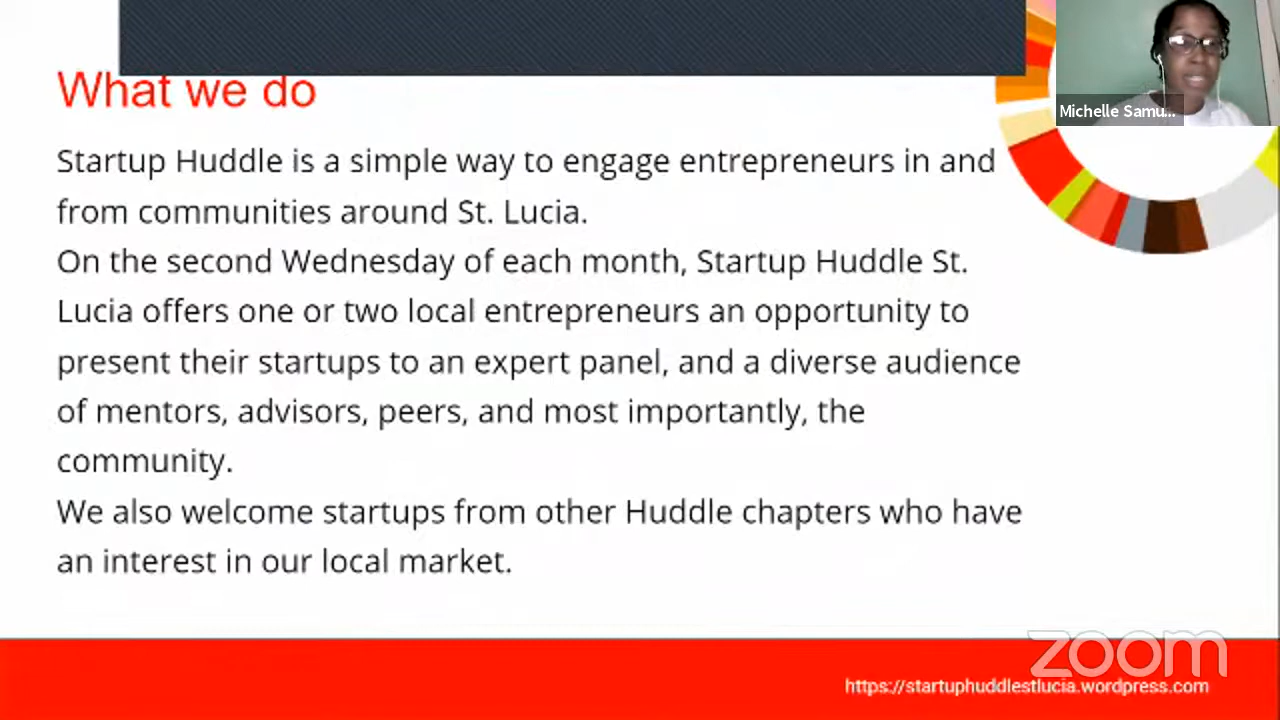 What we do
Michelle Samu...
Startup Huddle is a simple way to engage entrepreneurs in and
from communities around St. Lucia.
On the second Wednesday of each month, Startup Huddle St.
Lucia offers one or two local entrepreneurs an opportunity to
present their startups to an expert panel, and a diverse audience
of mentors, advisors, peers, and most importantly, the
community.
We also welcome startups from other Huddle chapters who have
an interest in our local market.
zoom
https://startuphuddlestlucia.wordpress.com